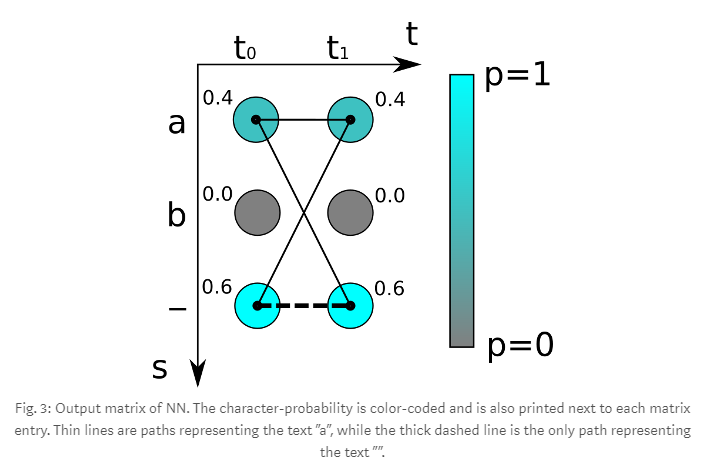 t
t0 t1
p=1
0.4 0.4
a
0.0 0.0
b
0.6 0.6
–
p=0
s
Fig. 3: Output matrix of NN. The character-probability is color-coded and is also printed next to each matrix
entry. Thin lines are paths representing the text "a", while the thick dashed line is the only path representing
the text "".